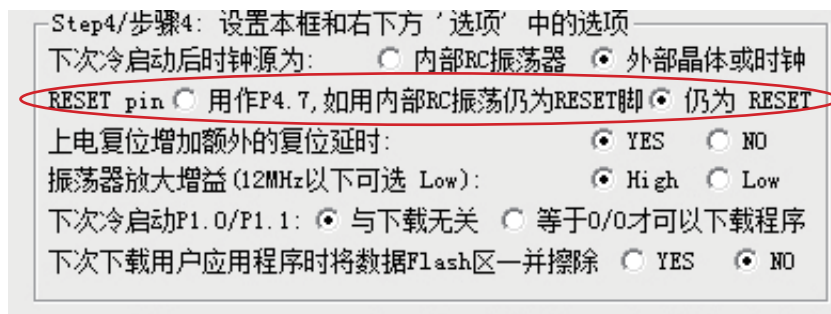 Step4/步骤4: 设置本框和右下方‘选项’中的选项
下次冷启动后时钟源为: 内部RC振荡器 外部晶体或时钟
RESET pin 用作P4.7,如用内部RC振荡仍为RESET脚 仍为 RESET
上电复位增加额外的复位延时: YES NO
振荡器放大增益(12MHz以下可选 Low): High Low
下次冷启动P1.0/P1.1: 与下载无关 等于0/0才可以下载程序
下次下载用户应用程序时将数据Flash区一并擦除 YES NO